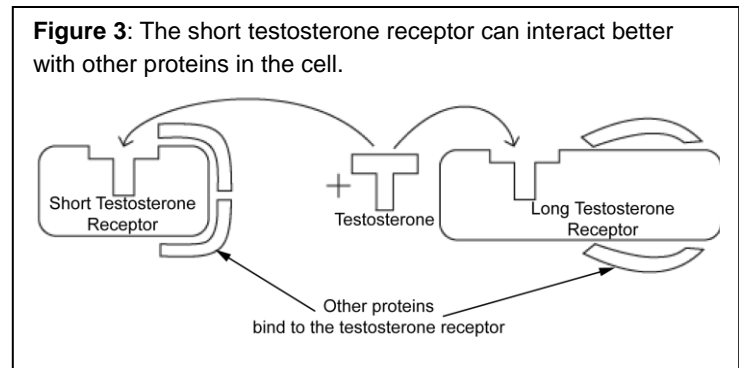 Figure 3: The short testosterone receptor can interact better
with other proteins in the cell.
Short Testosterone
Receptor
+
Testosterone
Long Testosterone
Receptor
Other proteins
bind to the testosterone receptor